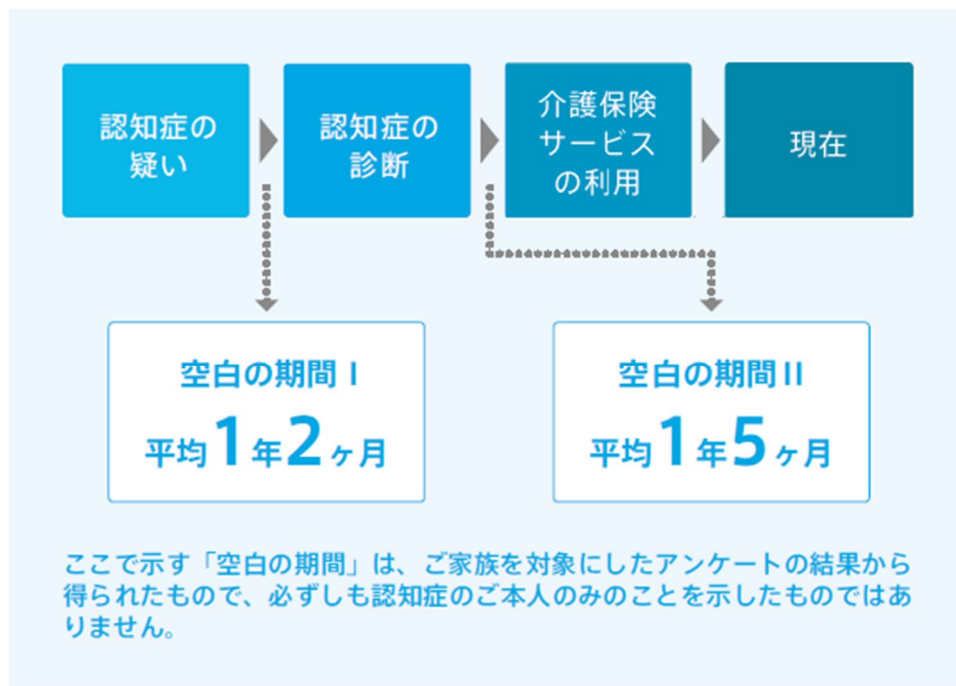 認知症の
疑い
認知症の
診断
介護保険
サービス
の利用
現在
空白の期間Ⅰ
平均1年2ヶ月
空白の期間Ⅱ
平均1年5ヶ月
ここで示す「空白の期間」は、ご家族を対象にしたアンケートの結果から
得られたもので、必ずしも認知症のご本人のみのことを示したものではあ
りません。